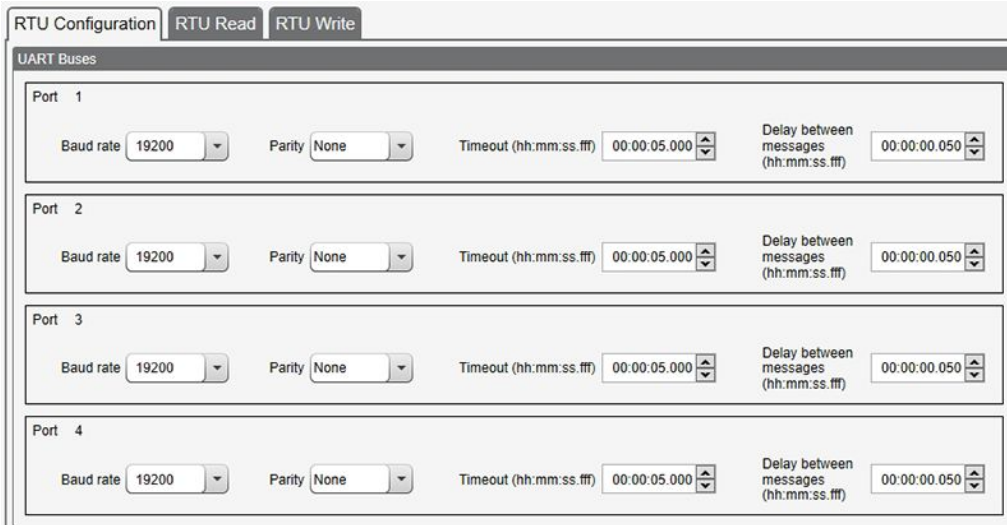 RTU Configuration RTU Read RTU Write
UART Buses
Port 1
Baud rate 19200 Parity None Timeout (hh:mm:ss.fff) 00:00:05.000 Delay between messages (hh:mm:ss.fff) 00:00:00.050
Port 2
Baud rate 19200 Parity None Timeout (hh:mm:ss.fff) 00:00:05.000 Delay between messages (hh:mm:ss.fff) 00:00:00.050
Port 3
Baud rate 19200 Parity None Timeout (hh:mm:ss.fff) 00:00:05.000 Delay between messages (hh:mm:ss.fff) 00:00:00.050
Port 4
Baud rate 19200 Parity None Timeout (hh:mm:ss.fff) 00:00:05.000 Delay between messages (hh:mm:ss.fff) 00:00:00.050